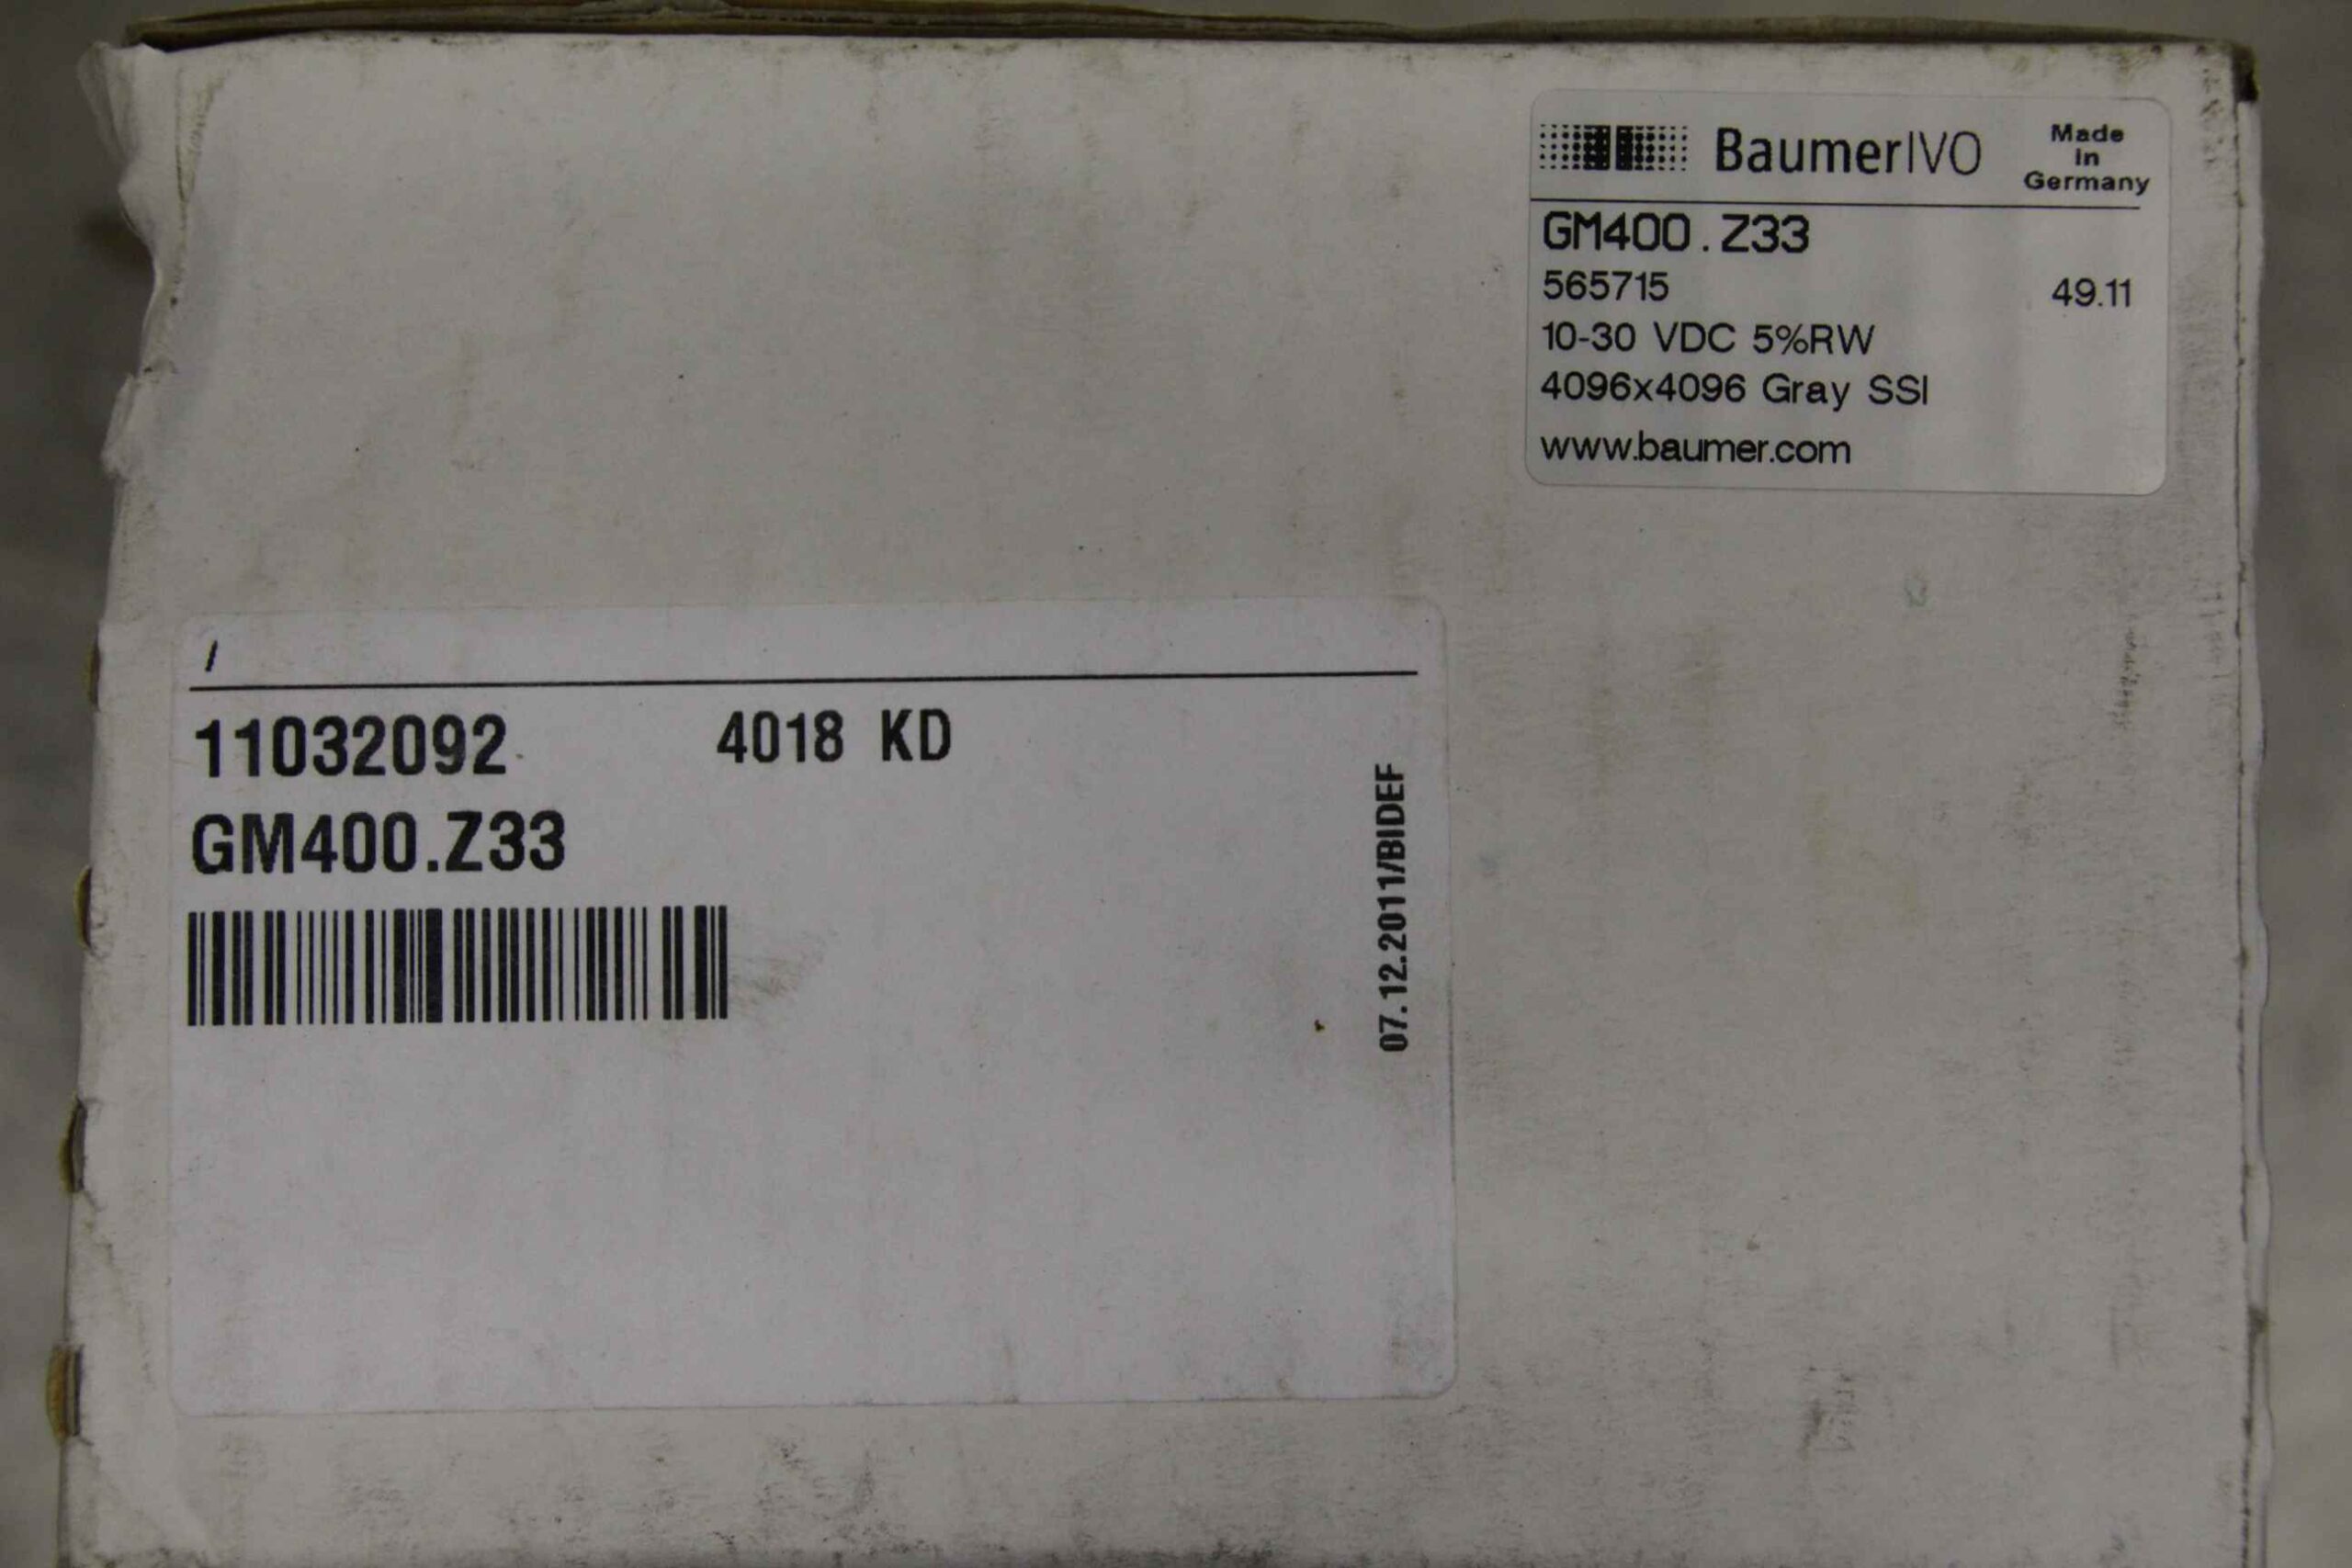 BaumerIVO
Made
in
Germany
GM400.Z33
565715 49.11
10-30 VDC 5%RW
4096x4096 Gray SSI
www.baumer.com
/
11032092 4018 KD
GM400.Z33
07.12.2011/BIDEF